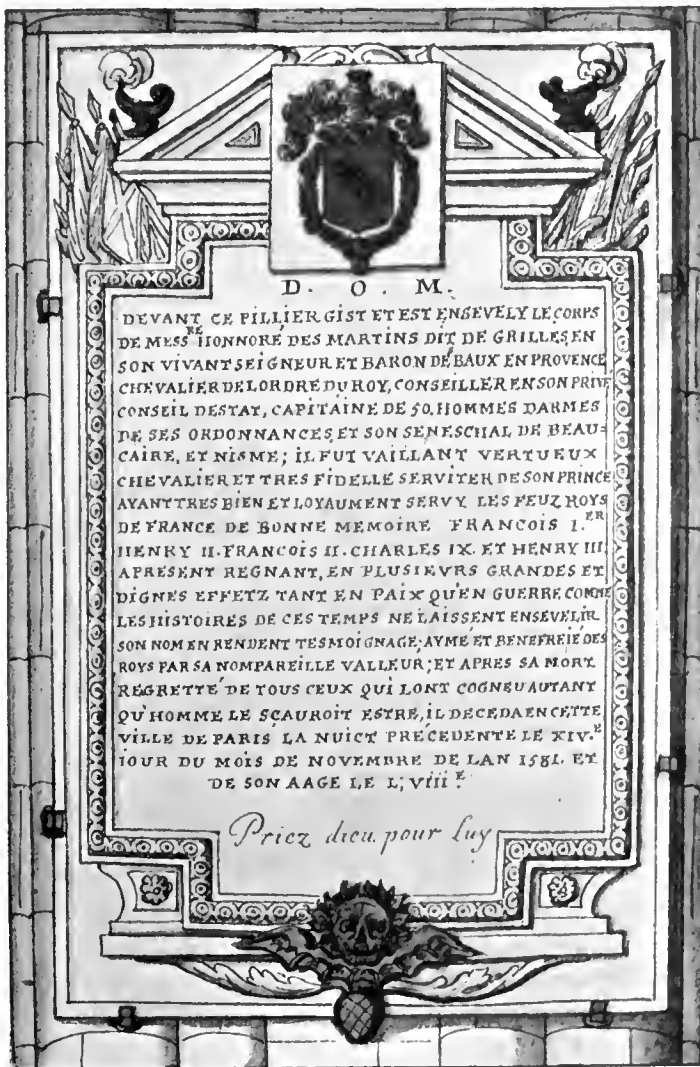 D. O. M.
DEVANT CE PILLIER GIST ET EST ENSEVELY LE CORPS
DE MESSRE HONNORÉ DES MARTINS DIT DE GRILLES, EN
SON VIVANT SEIGNEUR ET BARON DE BAUX EN PROVENCE
CHEVALIER DE LORDRE DU ROY, CONSEILLER EN SON PRIVÉ
CONSEIL DESTAT, CAPITAINE DE 50. HOMMES DARMES
DE SES ORDONNANCES, ET SON SENESCHAL DE BEAU-
CAIRE, ET NISME; IL FUT VAILLANT VERTUEUX
CHEVALIER ET TRES FIDELLE SERVITER DE SON PRINCE
AYANT TRES BIEN ET LOYAUMENT SERVY LES FEUZ ROYS
DE FRANCE DE BONNE MEMOIRE FRANCOIS I.ER
HENRY II. FRANCOIS II. CHARLES IX. ET HENRY III.
APRESENT REGNANT, EN PLUSIEVRS GRANDES ET
DIGNES EFFETZ TANT EN PAIX QU'EN GUERRE COMME
LES HISTOIRES DE CES TEMPS NE LAISSENT ENSEVELIR
SON NOM EN RENDENT TESMOIGNAGE; AYMÉ ET BENEFREIÉ DES
ROYS PAR SA NOMPAREILLE VALLEUR; ET APRES SA MORT
REGRETTÉ DE TOUS CEUX QUI LONT COGNEU AUTANT
QU'HOMME LE SCAUROIT ESTRE, IL DECEDA EN CETTE
VILLE DE PARIS LA NUICT PRECEDENTE LE XIV.E
IOUR DU MOIS DE NOVEMBRE DE LAN 1581. ET
DE SON AAGE LE L; VIII.E
Priez dieu pour luy